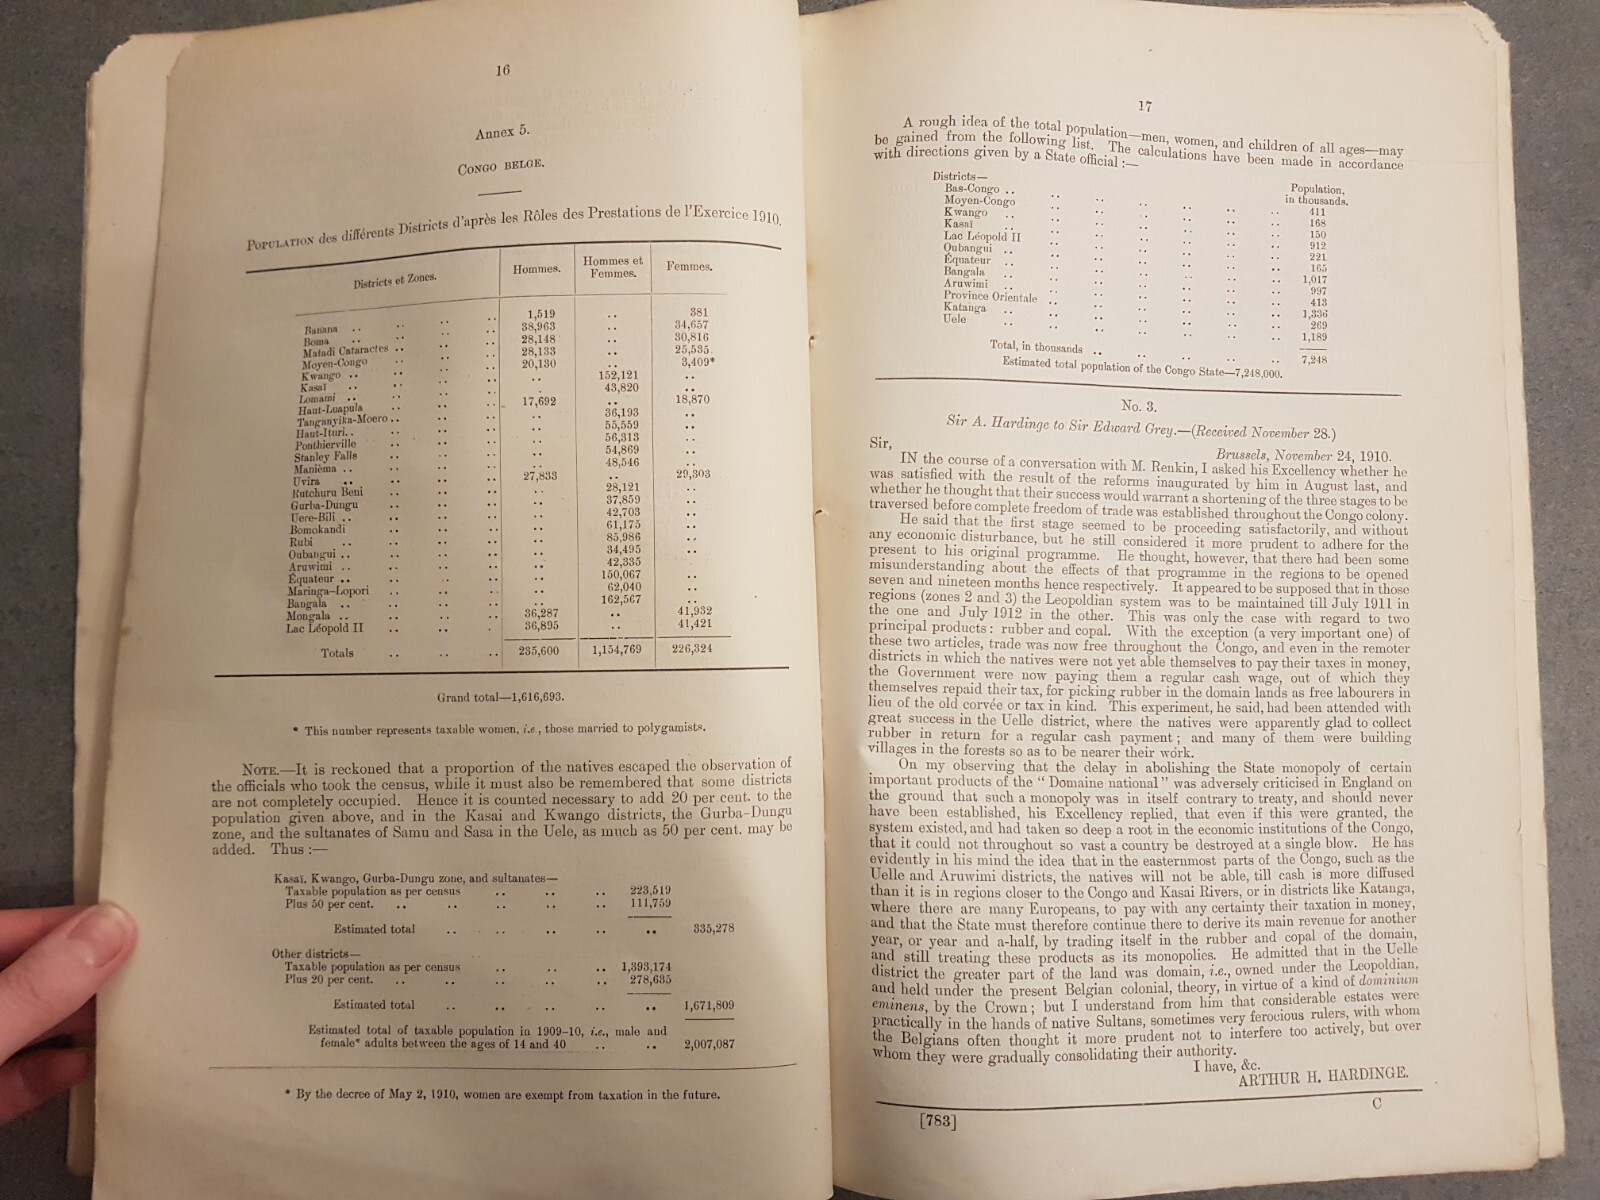 16
Annex 5.
CONGO BELGE.
POPULATION des différents Districts d'après les Rôles des Prestations de l'Exercice 1910.
Districts et Zones. Hommes. Hommes et Femmes. Femmes.
Banana .. 1,519 .. 381
Boma .. 38,963 .. 34,657
Matadi Cataractes .. 28,148 .. 30,816
Moyen-Congo .. 28,133 .. 25,535
Kwango .. 20,130 .. 3,409*
Kasaï .. .. 152,121 ..
Lomami .. .. 43,820 ..
Haut-Luapula .. 17,692 .. 18,870
Tanganyika-Moero .. .. 36,193 ..
Haut-Ituri .. .. 55,559 ..
Ponthierville .. .. 56,313 ..
Stanley Falls .. .. 54,869 ..
Manièma .. .. 48,546 ..
Uvira .. 27,833 .. 29,303
Rutchuru Beni .. .. 28,121 ..
Gurba-Dungu .. .. 37,859 ..
Uere-Bili .. .. 42,703 ..
Bomokandi .. .. 61,175 ..
Rubi .. .. 85,986 ..
Oubangui .. .. 34,495 ..
Aruwimi .. .. 42,335 ..
Équateur .. .. 150,067 ..
Maringa-Lopori .. .. 62,040 ..
Bangala .. .. 162,567 ..
Mongala .. 36,287 .. 41,932
Lac Léopold II .. 36,895 .. 41,421
Totals .. 235,600 1,154,769 226,324
Grand total—1,616,693.
* This number represents taxable women, i.e., those married to polygamists.
NOTE.—It is reckoned that a proportion of the natives escaped the observation of
the officials who took the census, while it must also be remembered that some districts
are not completely occupied. Hence it is counted necessary to add 20 per cent. to the
population given above, and in the Kasai and Kwango districts, the Gurba-Dungu
zone, and the sultanates of Samu and Sasa in the Uele, as much as 50 per cent. may be
added. Thus :—
Kasaï, Kwango, Gurba-Dungu zone, and sultanates—
Taxable population as per census .. 223,519
Plus 50 per cent. .. 111,759
Estimated total .. 335,278
Other districts—
Taxable population as per census .. 1,393,174
Plus 20 per cent. .. 278,635
Estimated total .. 1,671,809
Estimated total of taxable population in 1909-10, i.e., male and
female* adults between the ages of 14 and 40 .. 2,007,087
* By the decree of May 2, 1910, women are exempt from taxation in the future.
17
A rough idea of the total population—men, women, and children of all ages—may
be gained from the following list. The calculations have been made in accordance
with directions given by a State official :—
Districts— Population, in thousands.
Bas-Congo .. 411
Moyen-Congo .. 168
Kwango .. 150
Kasaï .. 912
Lac Léopold II .. 221
Oubangui .. 165
Équateur .. 1,017
Bangala .. 997
Aruwimi .. 413
Province Orientale .. 1,336
Katanga .. 269
Uele .. 1,189
Total, in thousands .. 7,248
Estimated total population of the Congo State—7,248,000.
No. 3.
Sir A. Hardinge to Sir Edward Grey.—(Received November 28.)
Sir, Brussels, November 24, 1910.
IN the course of a conversation with M. Renkin, I asked his Excellency whether he
was satisfied with the result of the reforms inaugurated by him in August last, and
whether he thought that their success would warrant a shortening of the three stages to be
traversed before complete freedom of trade was established throughout the Congo colony.
He said that the first stage seemed to be proceeding satisfactorily, and without
any economic disturbance, but he still considered it more prudent to adhere for the
present to his original programme. He thought, however, that there had been some
misunderstanding about the effects of that programme in the regions to be opened
seven and nineteen months hence respectively. It appeared to be supposed that in those
regions (zones 2 and 3) the Leopoldian system was to be maintained till July 1911 in
the one and July 1912 in the other. This was only the case with regard to two
principal products: rubber and copal. With the exception (a very important one) of
these two articles, trade was now free throughout the Congo, and even in the remoter
districts in which the natives were not yet able themselves to pay their taxes in money,
the Government were now paying them a regular cash wage, out of which they
themselves repaid their tax, for picking rubber in the domain lands as free labourers in
lieu of the old corvée or tax in kind. This experiment, he said, had been attended with
great success in the Uelle district, where the natives were apparently glad to collect
rubber in return for a regular cash payment; and many of them were building
villages in the forests so as to be nearer their work.
On my observing that the delay in abolishing the State monopoly of certain
important products of the "Domaine national" was adversely criticised in England on
the ground that such a monopoly was in itself contrary to treaty, and should never
have been established, his Excellency replied, that even if this were granted, the
system existed, and had taken so deep a root in the economic institutions of the Congo,
that it could not throughout so vast a country be destroyed at a single blow. He has
evidently in his mind the idea that in the easternmost parts of the Congo, such as the
Uelle and Aruwimi districts, the natives will not be able, till cash is more diffused
than it is in regions closer to the Congo and Kasai Rivers, or in districts like Katanga,
where there are many Europeans, to pay with any certainty their taxation in money,
and that the State must therefore continue there to derive its main revenue for another
year, or year and a-half, by trading itself in the rubber and copal of the domain,
and still treating these products as its monopolies. He admitted that in the Uelle
district the greater part of the land was domain, i.e., owned under the Leopoldian,
and held under the present Belgian colonial, theory, in virtue of a kind of dominium
eminens, by the Crown; but I understand from him that considerable estates were
practically in the hands of native Sultans, sometimes very ferocious rulers, with whom
the Belgians often thought it more prudent not to interfere too actively, but over
whom they were gradually consolidating their authority.
I have, &c.
ARTHUR H. HARDINGE.
[783] C